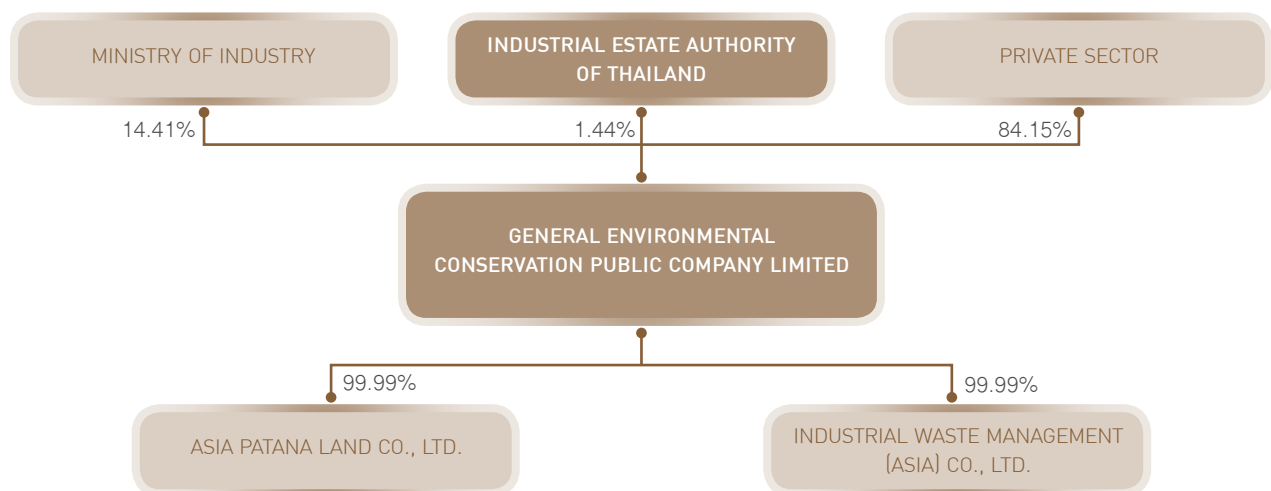 MINISTRY OF INDUSTRY
INDUSTRIAL ESTATE AUTHORITY
OF THAILAND
PRIVATE SECTOR
14.41%
1.44%
84.15%
GENERAL ENVIRONMENTAL
CONSERVATION PUBLIC COMPANY LIMITED
99.99%
99.99%
ASIA PATANA LAND CO., LTD.
INDUSTRIAL WASTE MANAGEMENT
(ASIA) CO., LTD.